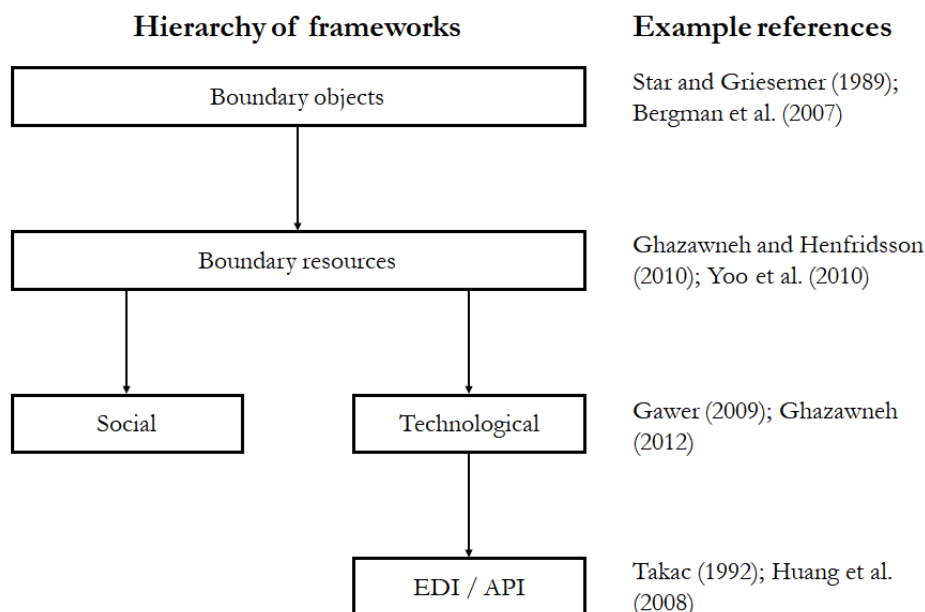 Hierarchy of frameworks
Example references
Boundary objects
Star and Griesemer (1989);
Bergman et al. (2007)
Boundary resources
Ghazawneh and Henfridsson
(2010); Yoo et al. (2010)
Social
Technological
Gawer (2009); Ghazawneh
(2012)
EDI / API
Takac (1992); Huang et al.
(2008)